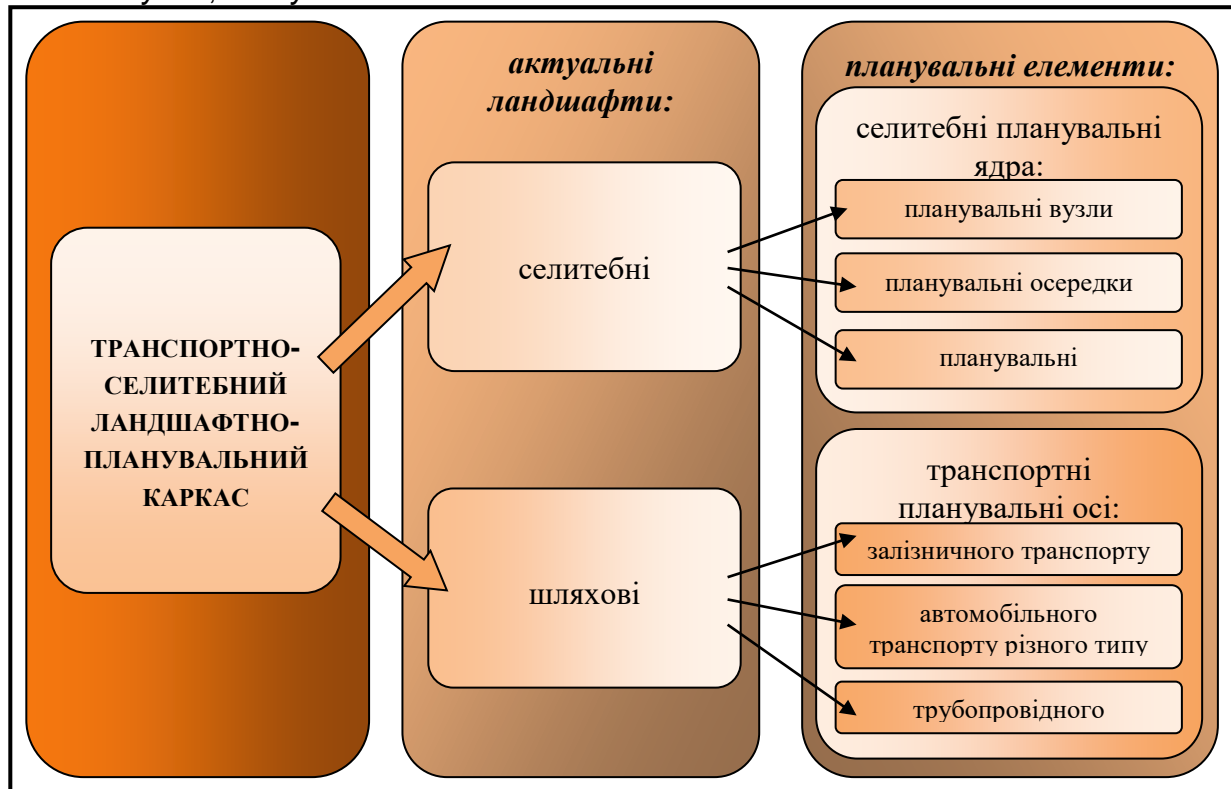 ТРАНСПОРТНО-
СЕЛИТЕБНИЙ
ЛАНДШАФТНО-
ПЛАНУВАЛЬНИЙ
КАРКАС
актуальні
ландшафти:
селитебні
шляхові
планувальні елементи:
селитебні планувальні
ядра:
планувальні вузли
планувальні осередки
планувальні
транспортні
планувальні осі:
залізничного транспорту
автомобільного
транспорту різного типу
трубопровідного